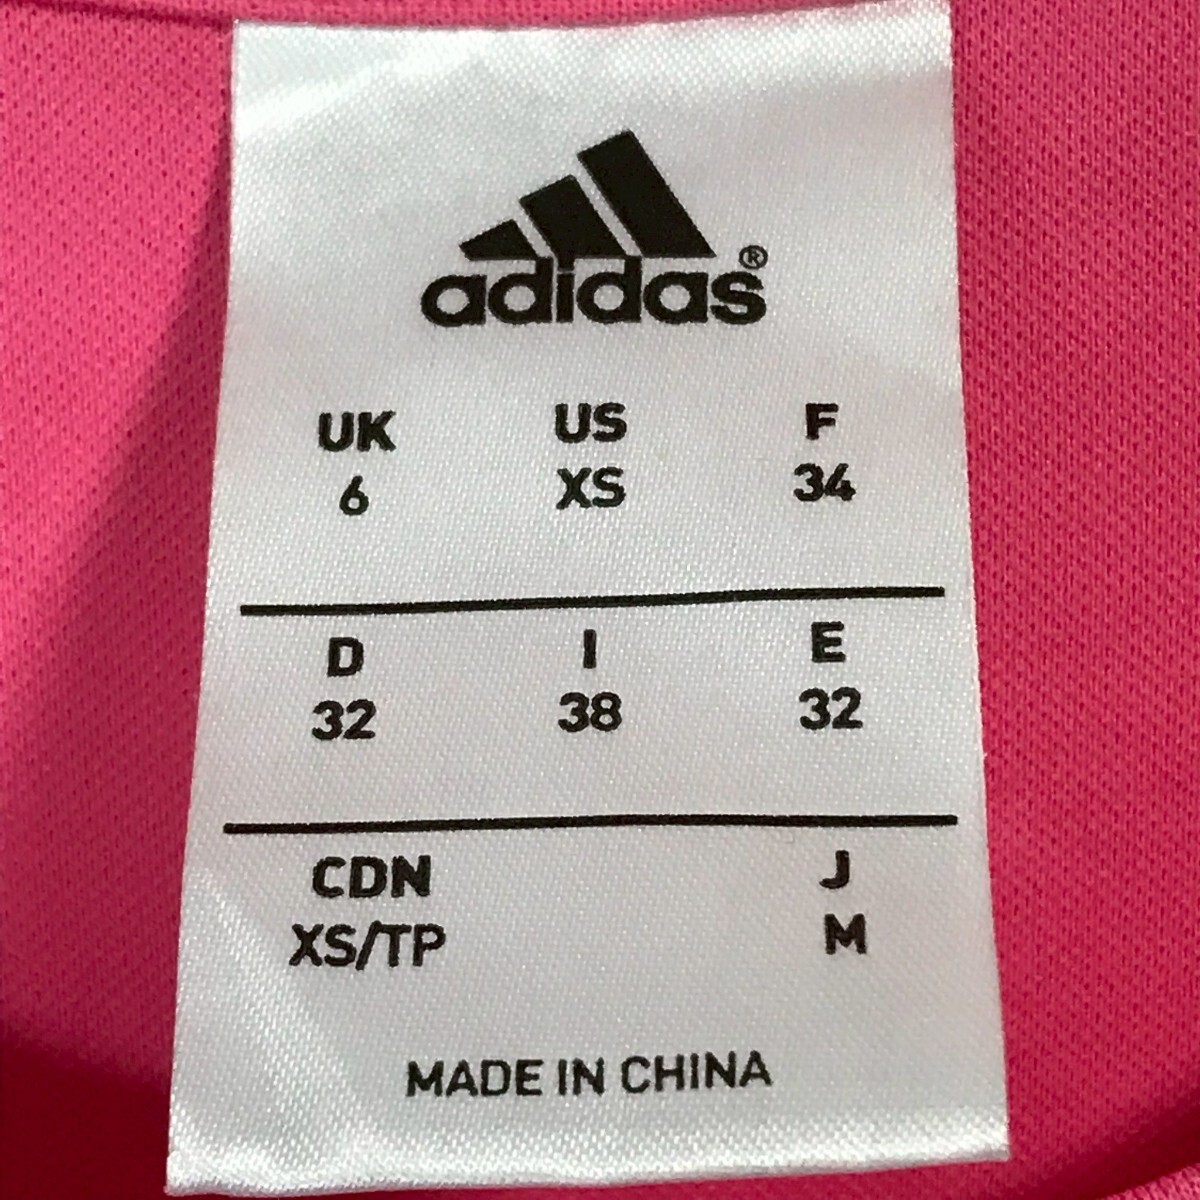 adidas®
UK US F
6 XS 34
D I E
32 38 32
CDN J
XS/TP M
MADE IN CHINA